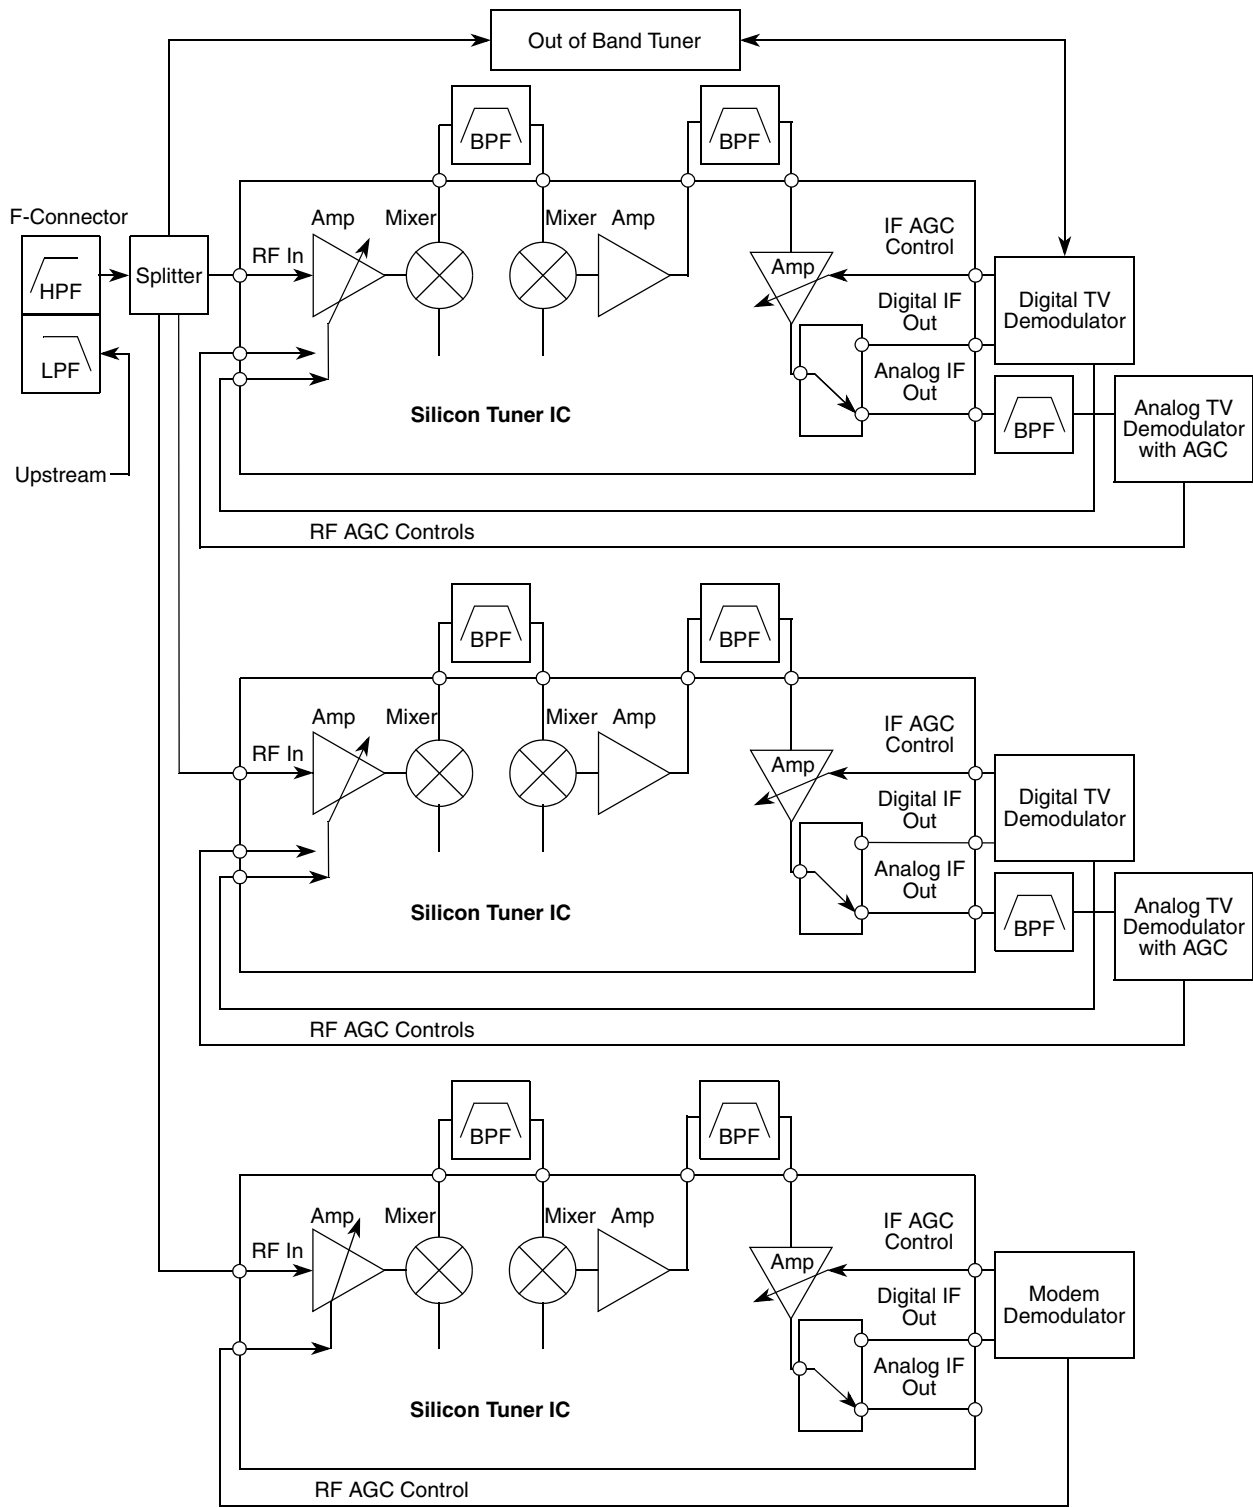 Out of Band Tuner
BPF
BPF
F-Connector
Amp
Mixer
Mixer
Amp
IF AGC
Control
HPF
Splitter
RF In
Amp
Digital TV
Demodulator
Digital IF
Out
LPF
Analog IF
Out
BPF
Analog TV
Demodulator
with AGC
Silicon Tuner IC
Upstream
RF AGC Controls
BPF
BPF
Amp
Mixer
Mixer
Amp
IF AGC
Control
RF In
Amp
Digital TV
Demodulator
Digital IF
Out
Analog IF
Out
BPF
Analog TV
Demodulator
with AGC
Silicon Tuner IC
RF AGC Controls
BPF
BPF
Amp
Mixer
Mixer
Amp
IF AGC
Control
RF In
Amp
Modem
Demodulator
Digital IF
Out
Analog IF
Out
Silicon Tuner IC
RF AGC Control